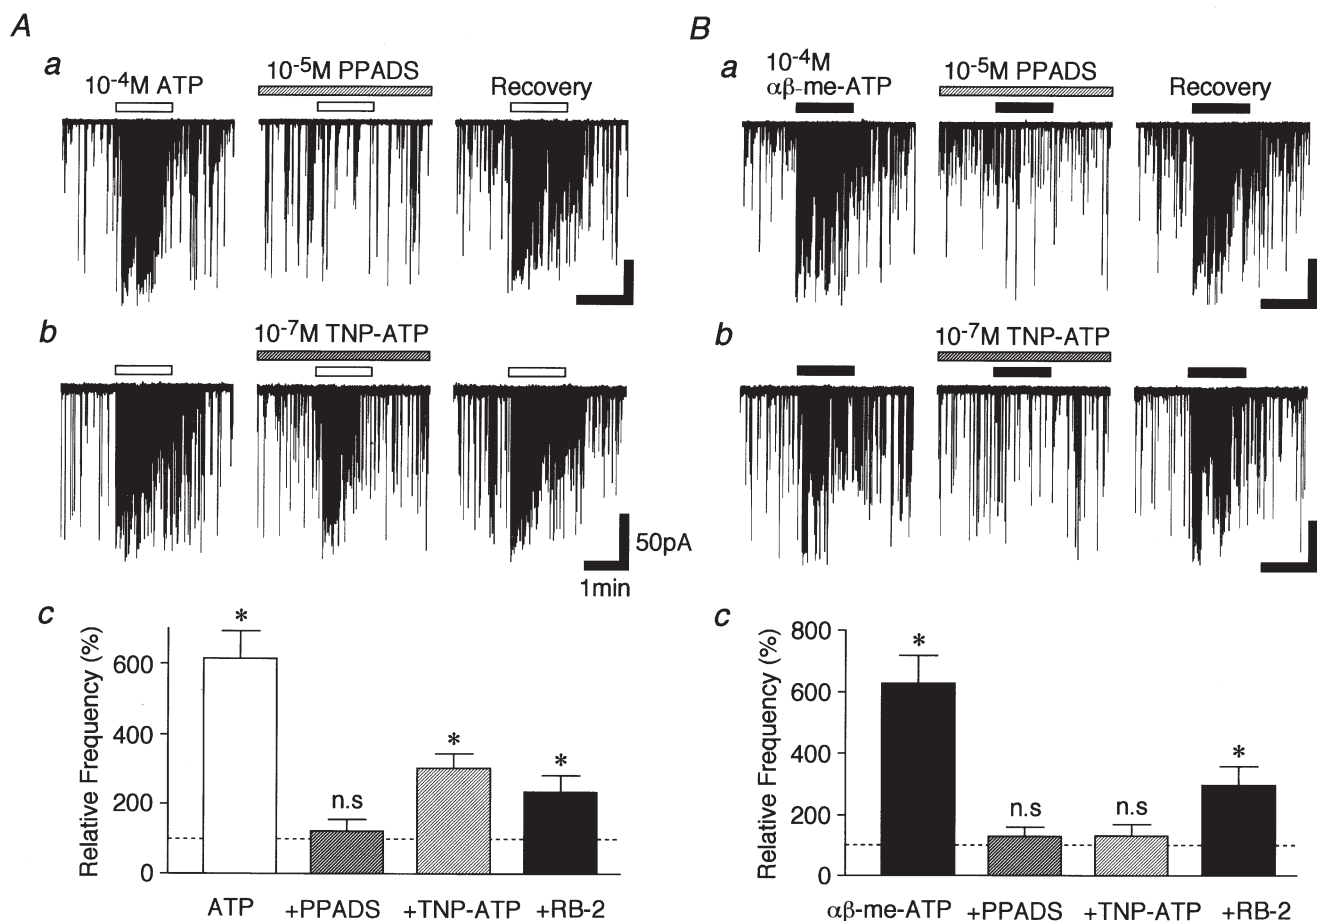 A
a
10-4M ATP
10-5M PPADS
Recovery
b
10-7M TNP-ATP
50pA
1min
c
Relative Frequency (%)
600
400
200
0
*
n.s
*
*
ATP
+PPADS
+TNP-ATP
+RB-2
B
a
10-4M
αβ-me-ATP
10-5M PPADS
Recovery
b
10-7M TNP-ATP
c
Relative Frequency (%)
800
600
400
200
0
*
n.s
n.s
*
αβ-me-ATP
+PPADS
+TNP-ATP
+RB-2